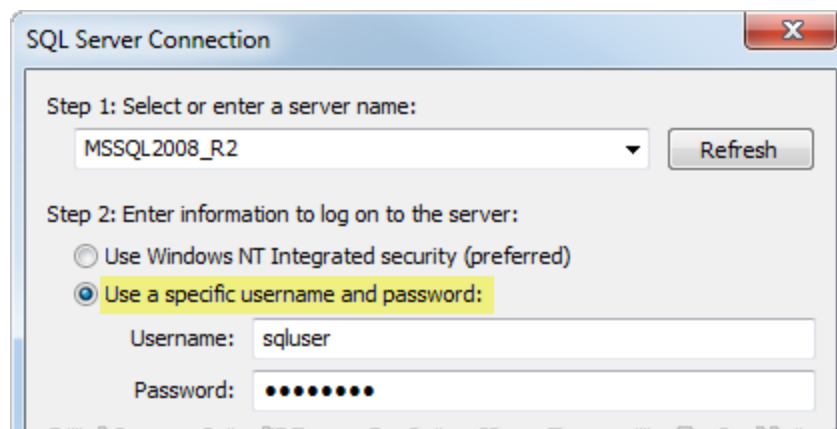 SQL Server Connection
Step 1: Select or enter a server name:
MSSQL2008_R2 Refresh
Step 2: Enter information to log on to the server:
Use Windows NT Integrated security (preferred)
Use a specific username and password:
Username: sqluser
Password: ●●●●●●●●